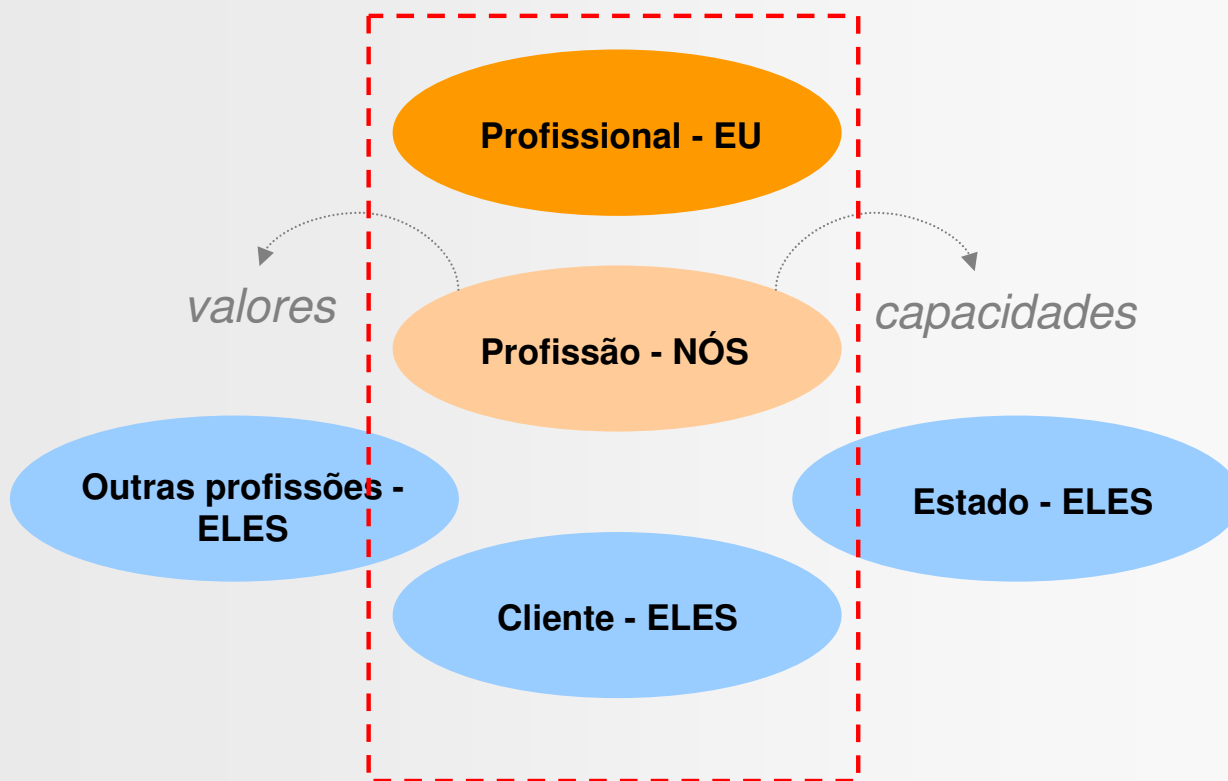 Profissional - EU
valores
capacidades
Profissão - NÓS
Outras profissões -
ELES
Estado - ELES
Cliente - ELES